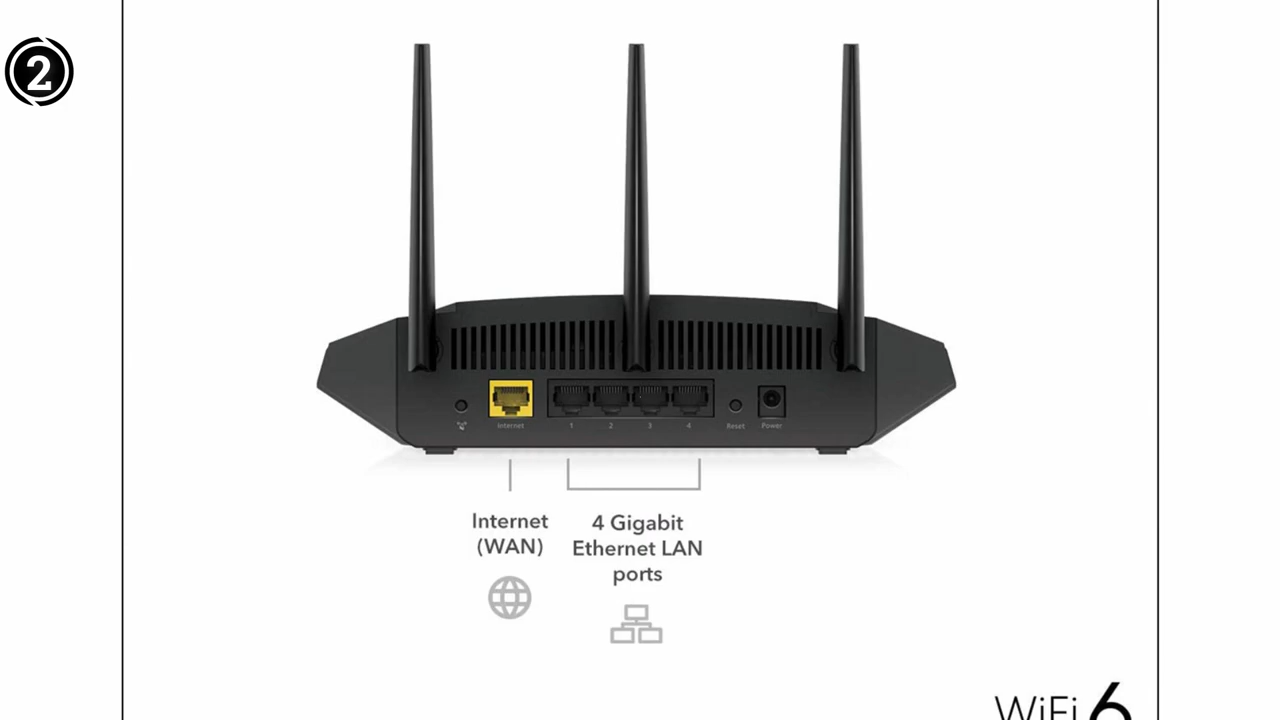 2
Internet
1 2 3 4
Reset
Power
Internet
(WAN)
4 Gigabit
Ethernet LAN
ports
WiFi 6